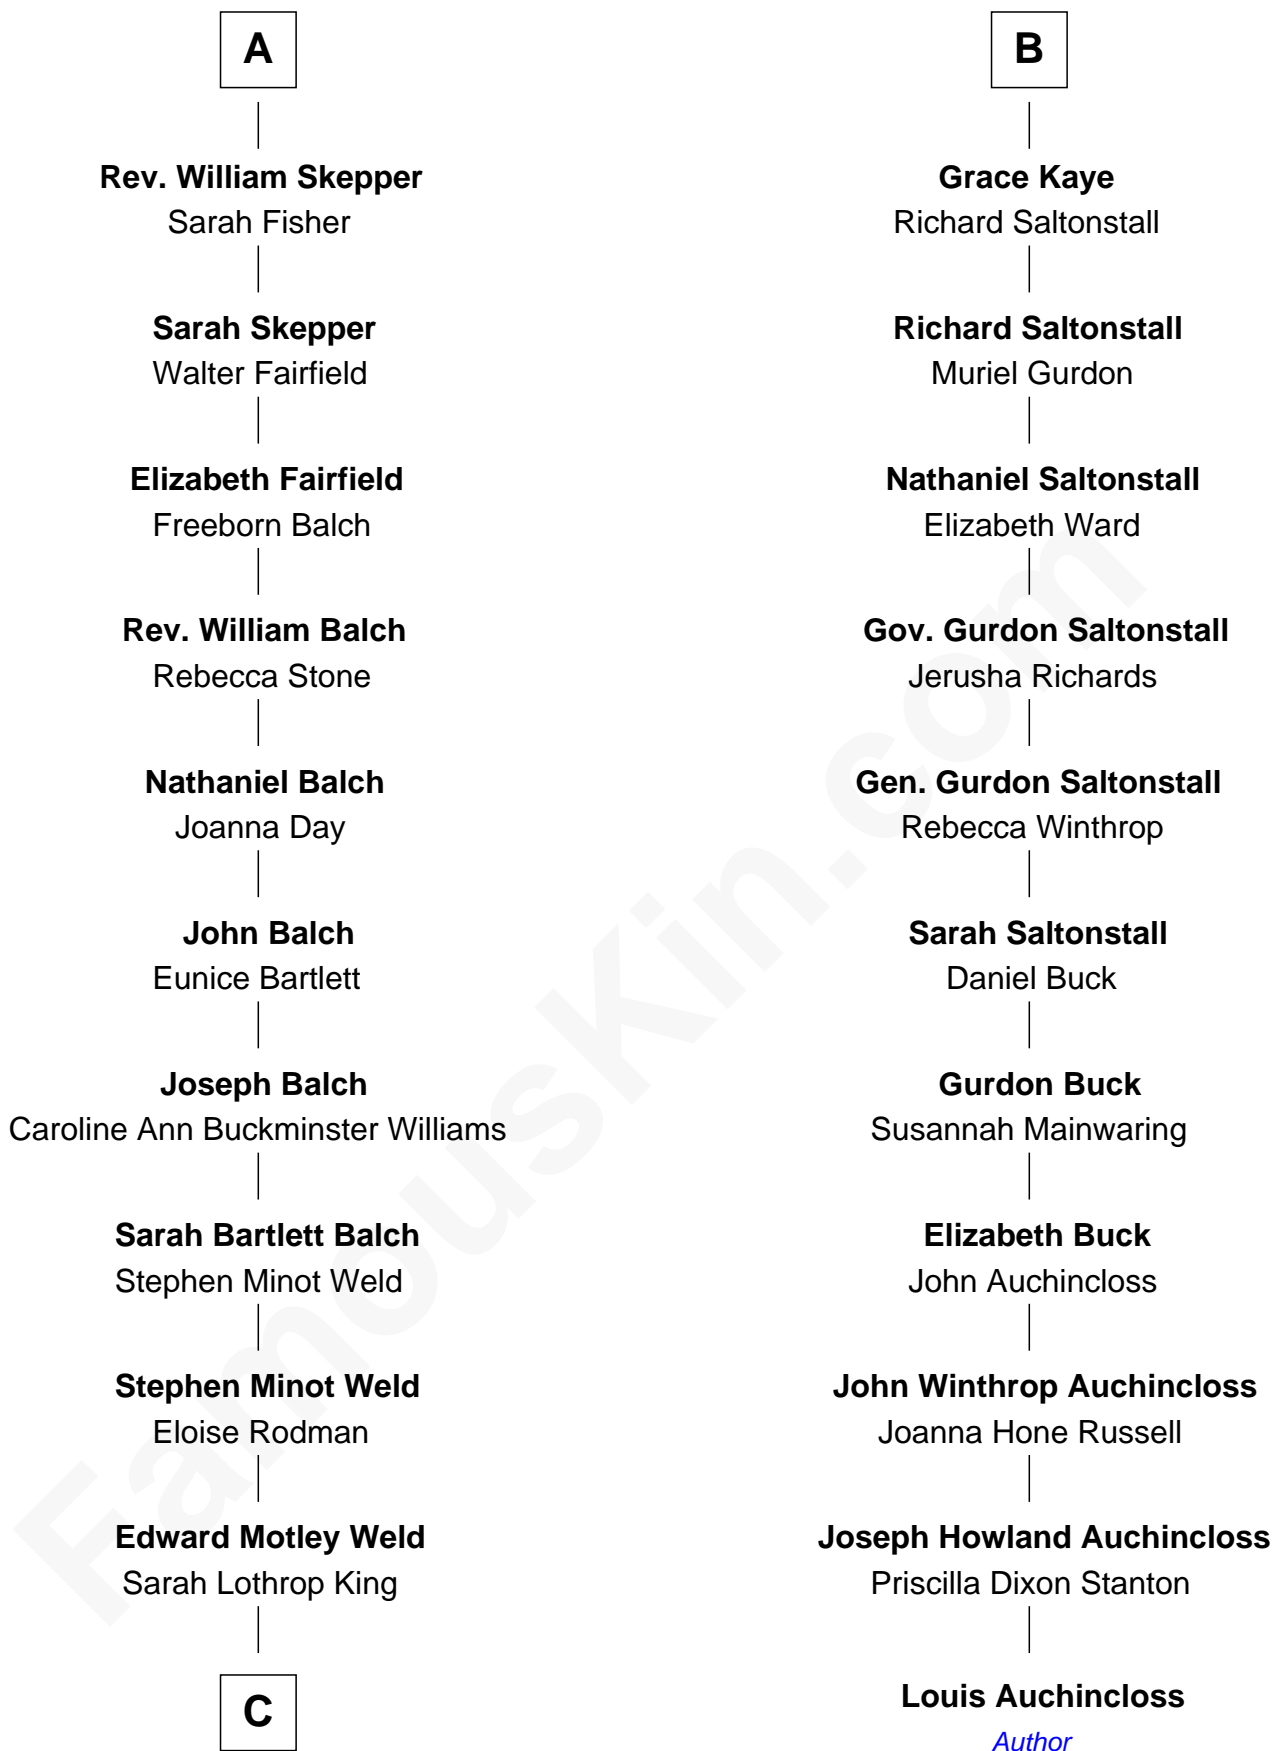 A
Rev. William Skepper
Sarah Fisher
Sarah Skepper
Walter Fairfield
Elizabeth Fairfield
Freeborn Balch
Rev. William Balch
Rebecca Stone
Nathaniel Balch
Joanna Day
John Balch
Eunice Bartlett
Joseph Balch
Caroline Ann Buckminster Williams
Sarah Bartlett Balch
Stephen Minot Weld
Stephen Minot Weld
Eloise Rodman
Edward Motley Weld
Sarah Lothrop King
C
B
Grace Kaye
Richard Saltonstall
Richard Saltonstall
Muriel Gurdon
Nathaniel Saltonstall
Elizabeth Ward
Gov. Gurdon Saltonstall
Jerusha Richards
Gen. Gurdon Saltonstall
Rebecca Winthrop
Sarah Saltonstall
Daniel Buck
Gurdon Buck
Susannah Mainwaring
Elizabeth Buck
John Auchincloss
John Winthrop Auchincloss
Joanna Hone Russell
Joseph Howland Auchincloss
Priscilla Dixon Stanton
Louis Auchincloss
Author
FamousKin.com